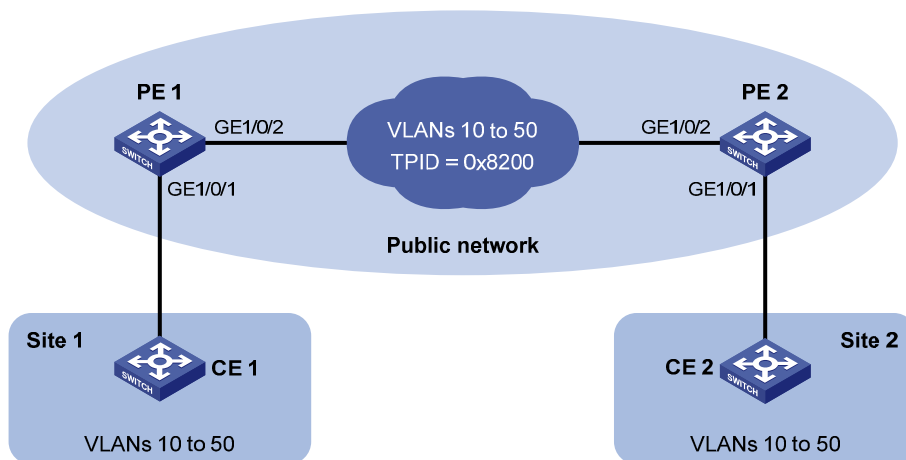 PE 1
PE 2
GE1/0/2
VLANs 10 to 50
TPID = 0x8200
GE1/0/2
SWITCH
SWITCH
GE1/0/1
GE1/0/1
Public network
Site 1
CE 1
SWITCH
VLANs 10 to 50
Site 2
CE 2
SWITCH
VLANs 10 to 50